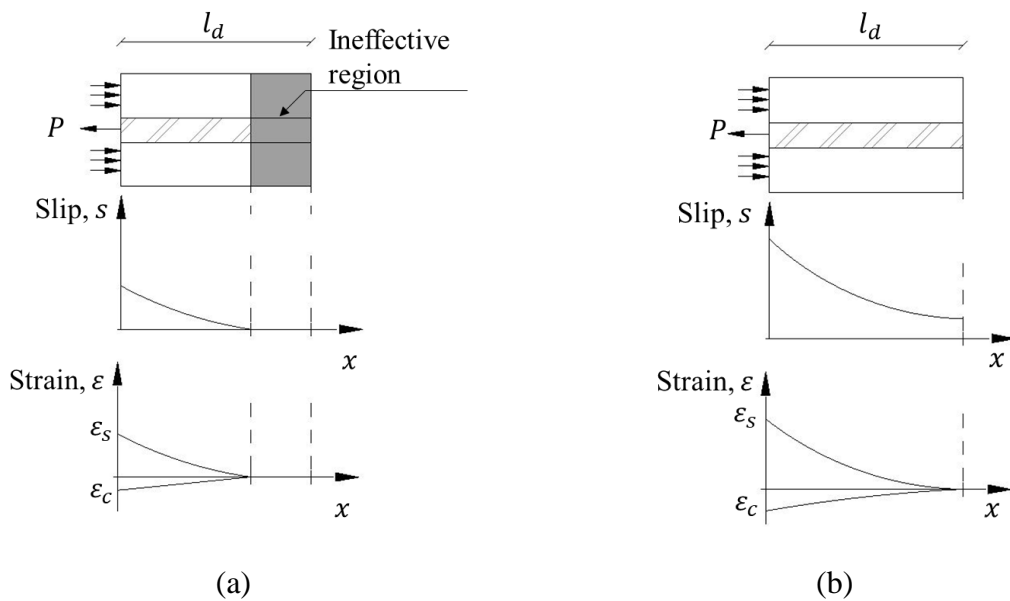 l_d
Ineffective
region
P
Slip, s
x
Strain, ε
ε_s
ε_c
x
(a)
l_d
P
Slip, s
x
Strain, ε
ε_s
ε_c
x
(b)